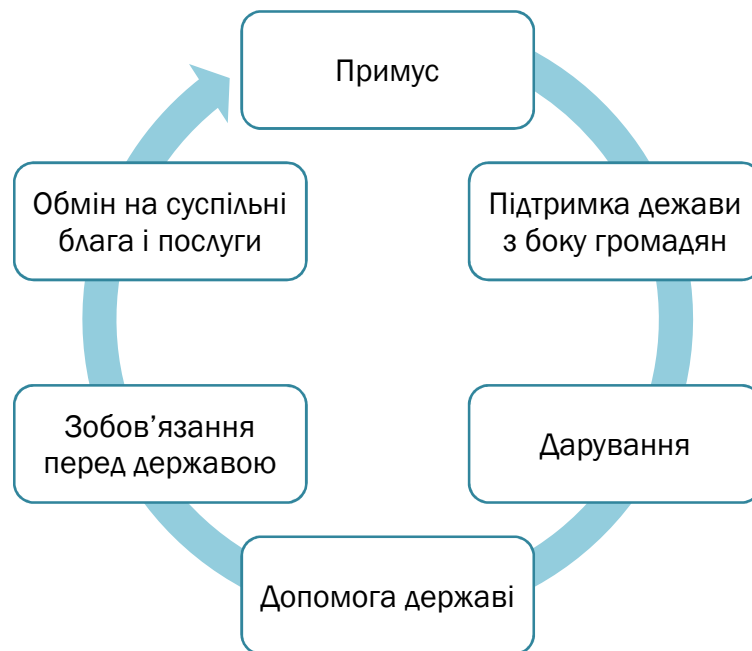 Примус
Підтримка дежави
з боку громадян
Дарування
Допомога державі
Зобов’язання
перед державою
Обмін на суспільні
блага і послуги